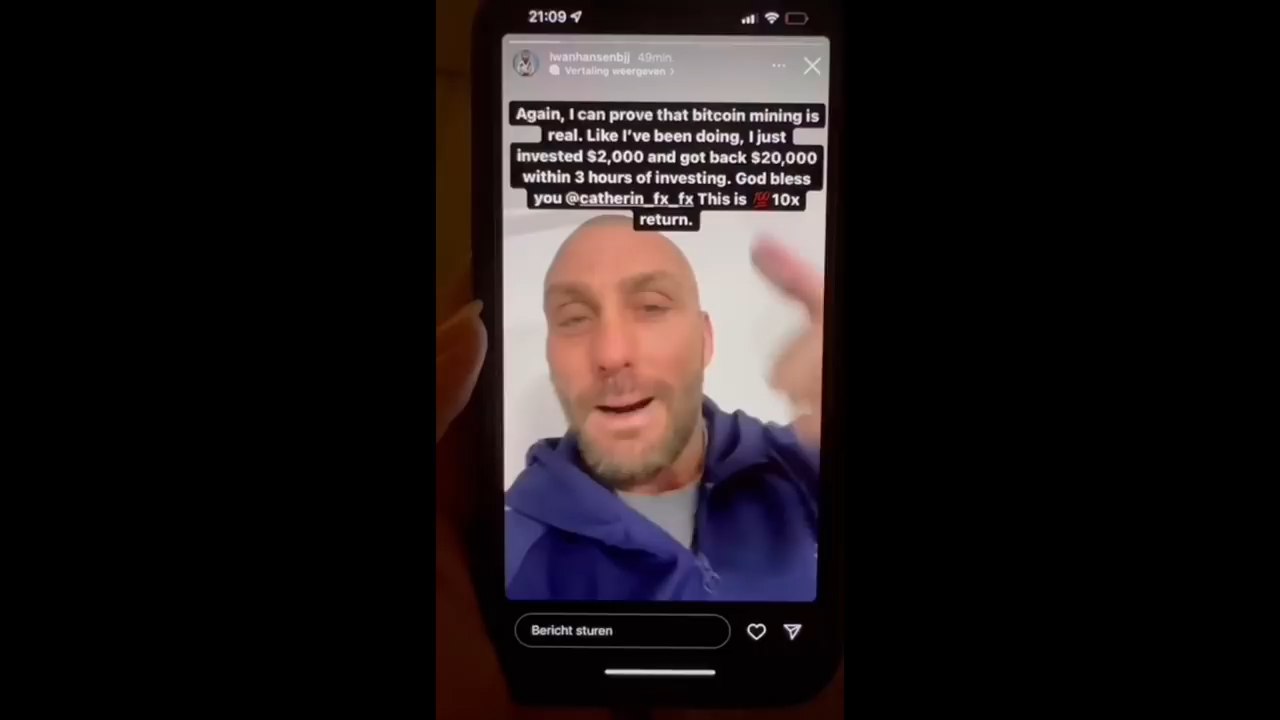 21:09
lwanhansenbjj 49min.
Vertaling weergeven >
Again, I can prove that bitcoin mining is
real. Like I've been doing, I just
invested $2,000 and got back $20,000
within 3 hours of investing. God bless
you @catherin_fx_fx This is 💯10x
return.
Bericht sturen